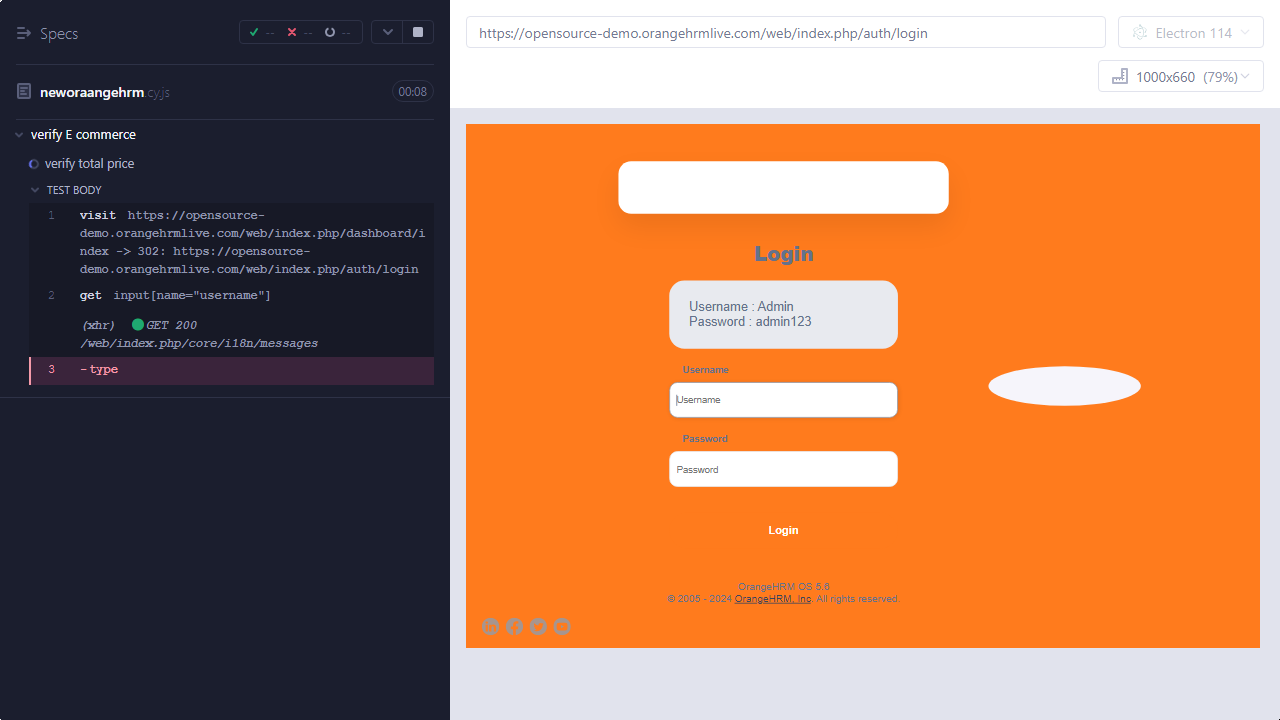 Specs
-- -- --
neworaangehrm.cy.js
00:08
verify E commerce
verify total price
TEST BODY
1 visit https://opensource-
demo.orangehrmlive.com/web/index.php/dashboard/i
ndex -> 302: https://opensource-
demo.orangehrmlive.com/web/index.php/auth/login
2 get input[name="username"]
(xhr) GET 200
/web/index.php/core/i18n/messages
3 -type
https://opensource-demo.orangehrmlive.com/web/index.php/auth/login
Electron 114
1000x660 (79%)
Login
Username : Admin
Password : admin123
Username
Username
Password
Password
Login
OrangeHRM OS 5.6
© 2005 - 2024 OrangeHRM, Inc. All rights reserved.